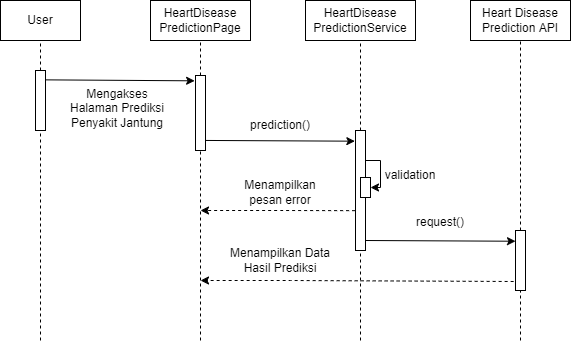 User
HeartDisease
PredictionPage
HeartDisease
PredictionService
Heart Disease
Prediction API
Mengakses
Halaman Prediksi
Penyakit Jantung
prediction()
validation
Menampilkan
pesan error
request()
Menampilkan Data
Hasil Prediksi